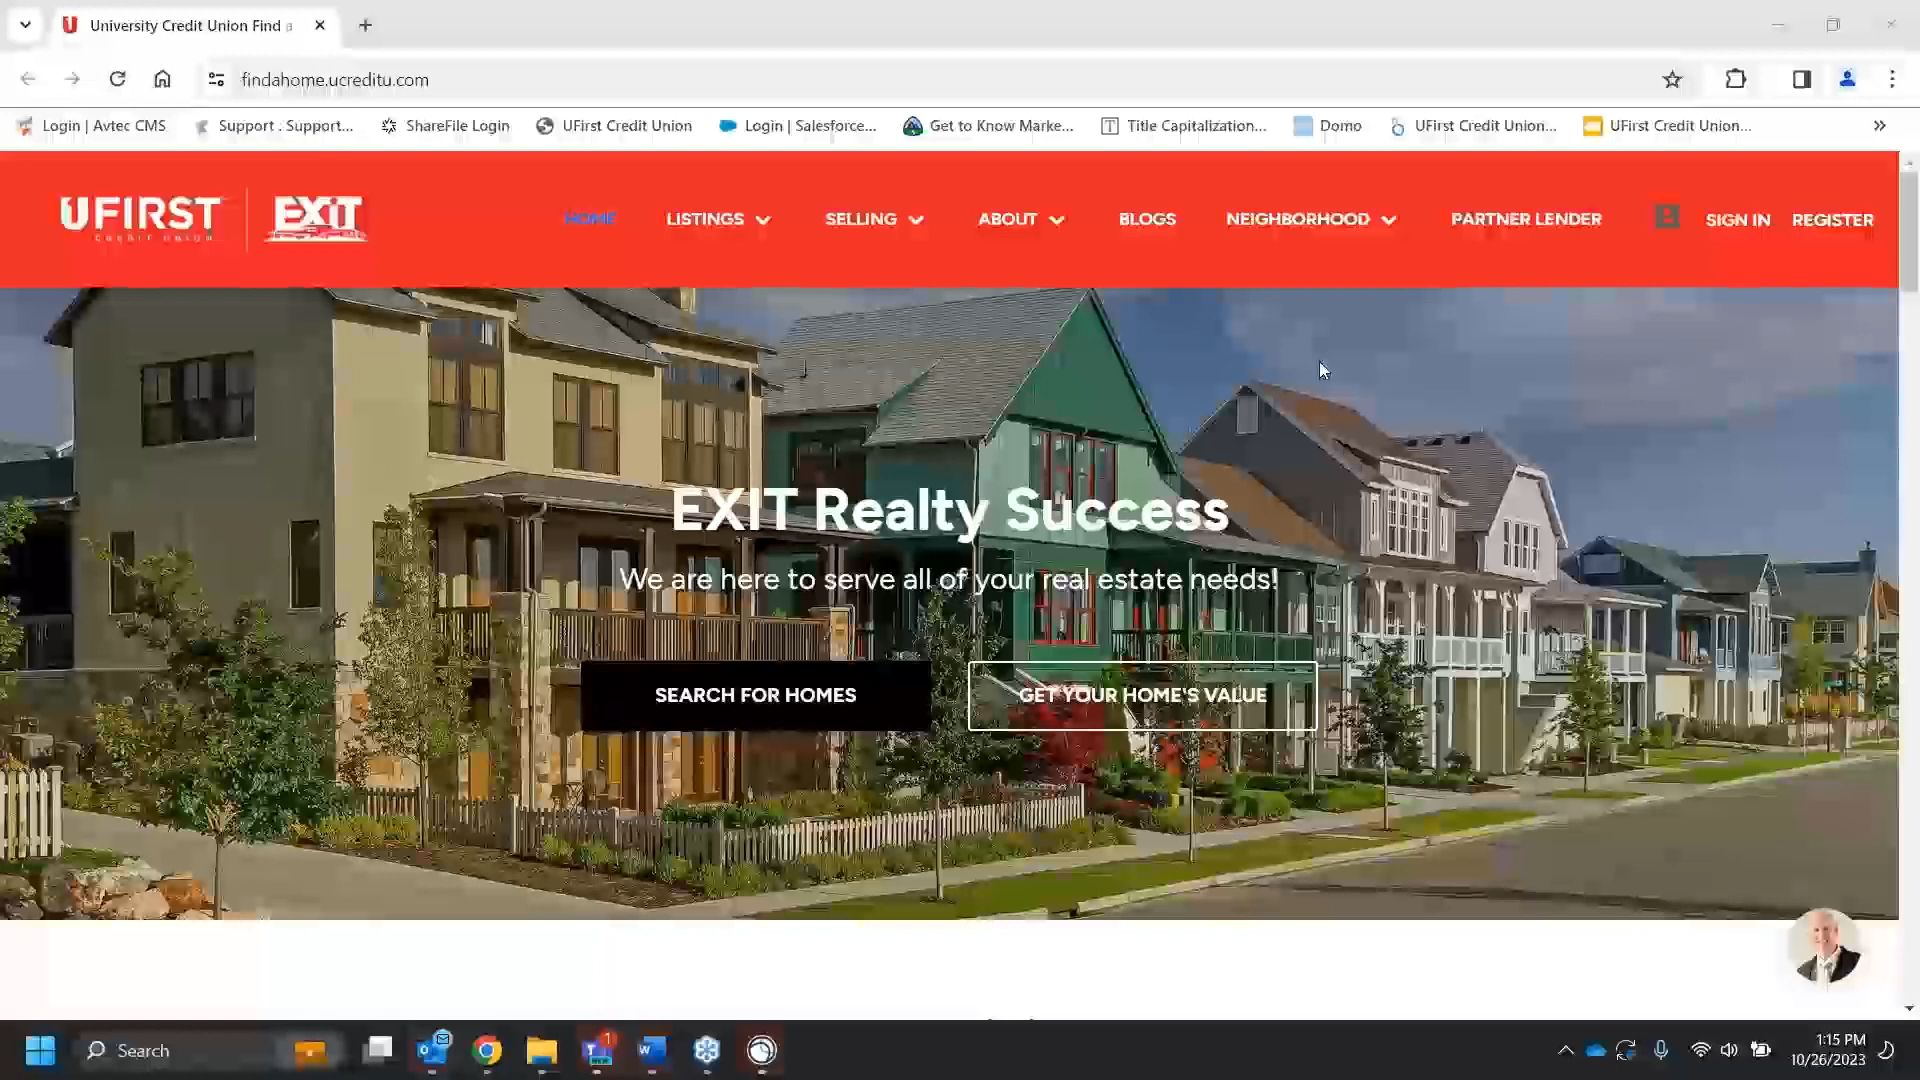 University Credit Union Find a
findahome.ucreditu.com
Login | Avtec CMS
Support : Support...
ShareFile Login
UFirst Credit Union
Login | Salesforce...
Get to Know Marke...
Title Capitalization...
Domo
UFirst Credit Union...
UFirst Credit Union...
UFIRST
CREDIT UNION
EXIT
HOME
LISTINGS
SELLING
ABOUT
BLOGS
NEIGHBORHOOD
PARTNER LENDER
SIGN IN
REGISTER
EXIT Realty Success
We are here to serve all of your real estate needs!
SEARCH FOR HOMES
GET YOUR HOME'S VALUE
Search
1
1:15 PM
10/26/2023